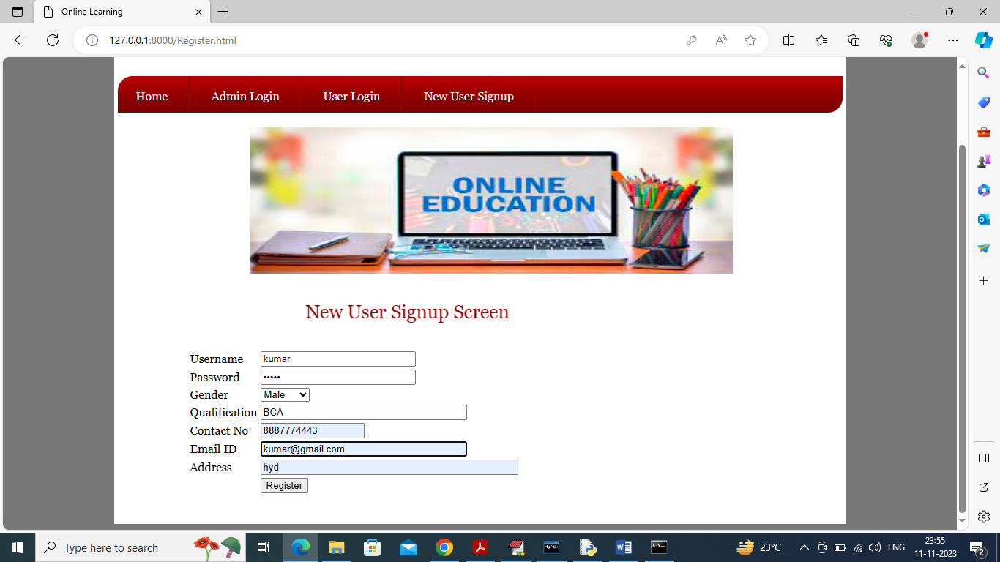 Online Learning
127.0.0.1:8000/Register.html
Home Admin Login User Login New User Signup
ONLINE
EDUCATION
New User Signup Screen
Username kumar
Password •••••
Gender Male
Qualification BCA
Contact No 8887774443
Email ID kumar@gmail.com
Address hyd
Register
Type here to search
23°C
ENG
23:55
11-11-2023
2